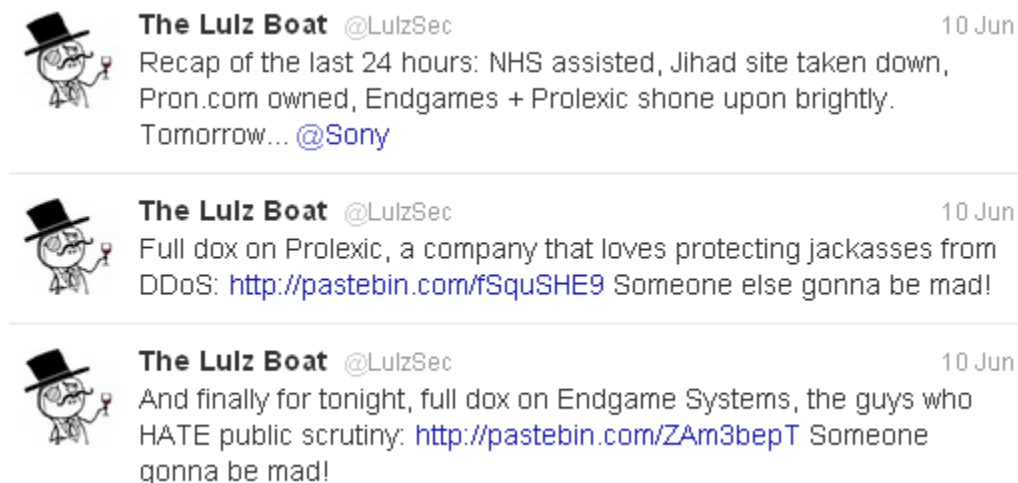 The Lulz Boat @LulzSec 10 Jun
Recap of the last 24 hours: NHS assisted, Jihad site taken down,
Pron.com owned, Endgames + Prolexic shone upon brightly.
Tomorrow... @Sony
The Lulz Boat @LulzSec 10 Jun
Full dox on Prolexic, a company that loves protecting jackasses from
DDoS: http://pastebin.com/fSquSHE9 Someone else gonna be mad!
The Lulz Boat @LulzSec 10 Jun
And finally for tonight, full dox on Endgame Systems, the guys who
HATE public scrutiny: http://pastebin.com/ZAm3bepT Someone
gonna be mad!